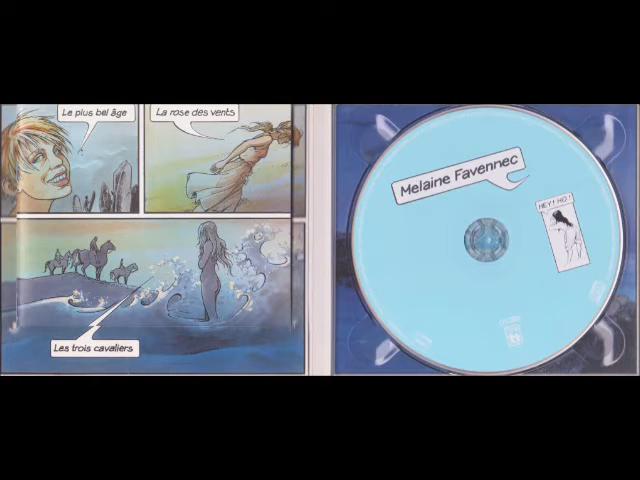 Le plus bel âge
La rose des vents
Les trois cavaliers
Melaine Favennec
HEY! HO!